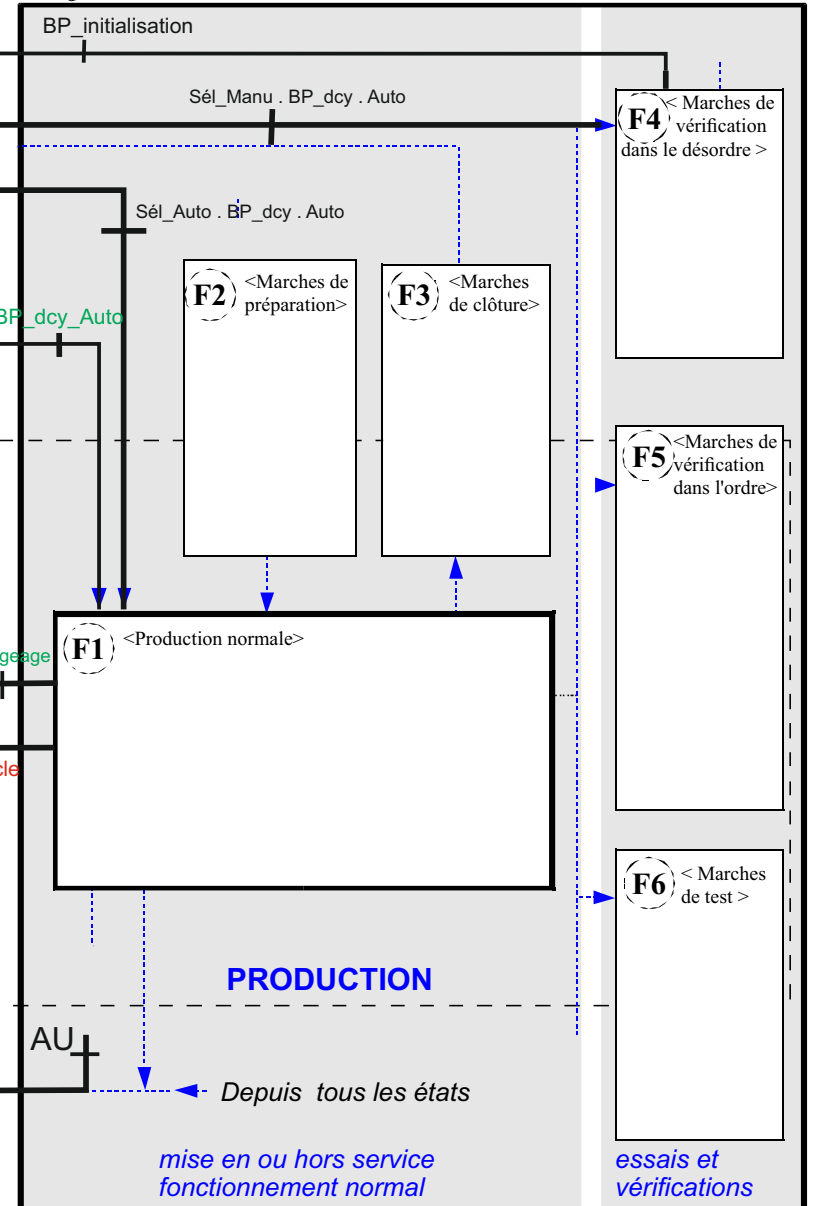 BP_initialisation
Sél_Manu . BP_dcy . Auto
F4
< Marches de
vérification
dans le désordre >
Sél_Auto . BP_dcy . Auto
F2
<Marches de
préparation>
F3
<Marches
de clôture>
BP_dcy_Auto
F5
<Marches de
vérification
dans l'ordre>
F1
<Production normale>
geage
cle
F6
< Marches
de test >
PRODUCTION
AU
Depuis tous les états
mise en ou hors service
fonctionnement normal
essais et
vérifications